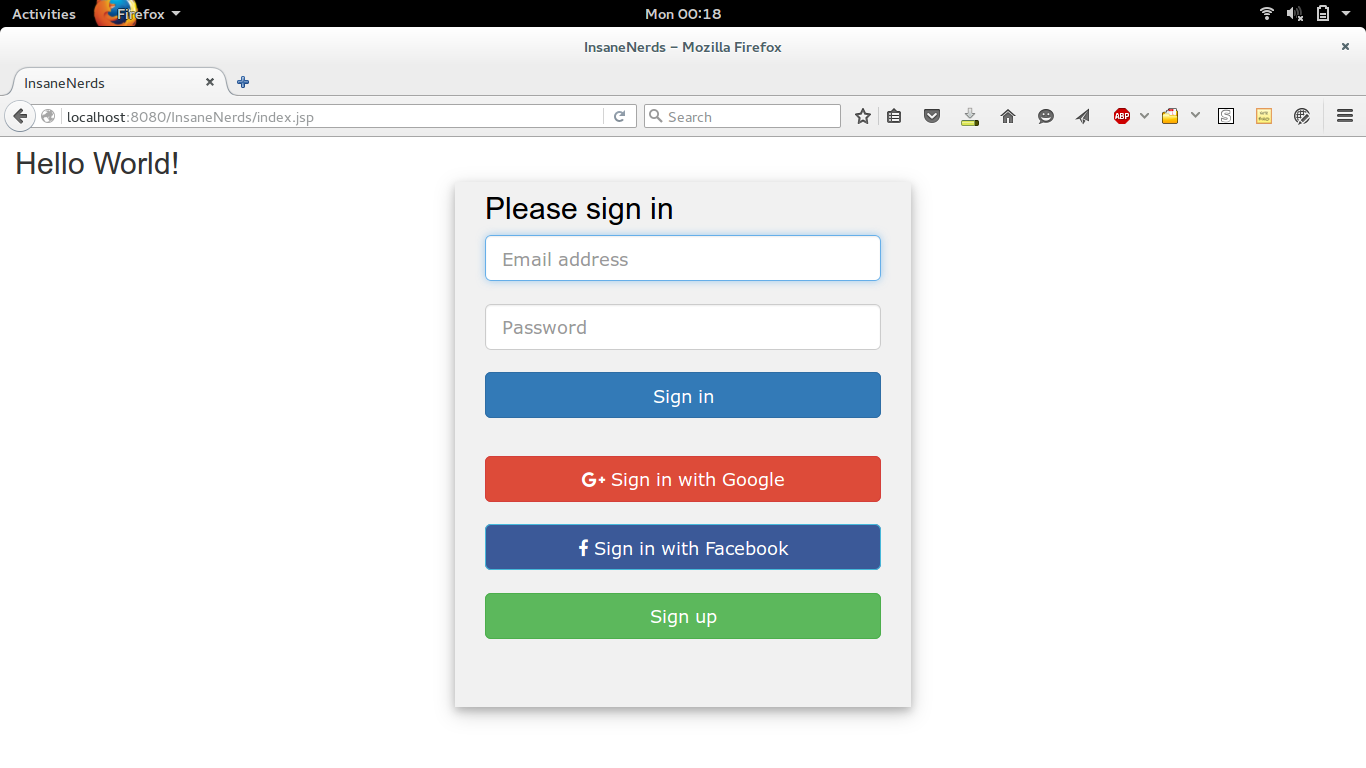 Activities Firefox Mon 00:18
InsaneNerds – Mozilla Firefox
InsaneNerds
localhost:8080/InsaneNerds/index.jsp Search ABP
Hello World!
Please sign in
Email address
Password
Sign in
G+ Sign in with Google
f Sign in with Facebook
Sign up